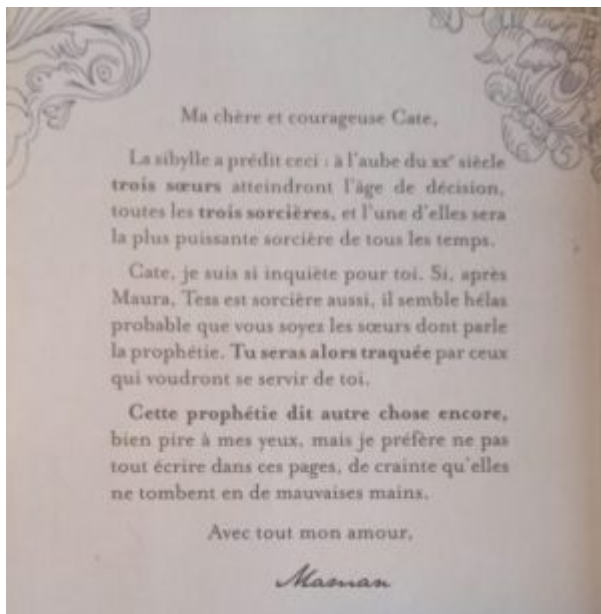 Ma chère et courageuse Cate,
La sibylle a prédit ceci : à l'aube du xxe siècle
trois sœurs atteindront l'âge de décision,
toutes les trois sorcières, et l'une d'elles sera
la plus puissante sorcière de tous les temps.
Cate, je suis si inquiète pour toi. Si, après
Maura, Tess est sorcière aussi, il semble hélas
probable que vous soyez les sœurs dont parle
la prophétie. Tu seras alors traquée par ceux
qui voudront se servir de toi.
Cette prophétie dit autre chose encore,
bien pire à mes yeux, mais je préfère ne pas
tout écrire dans ces pages, de crainte qu'elles
ne tombent en de mauvaises mains.
Avec tout mon amour,
Maman